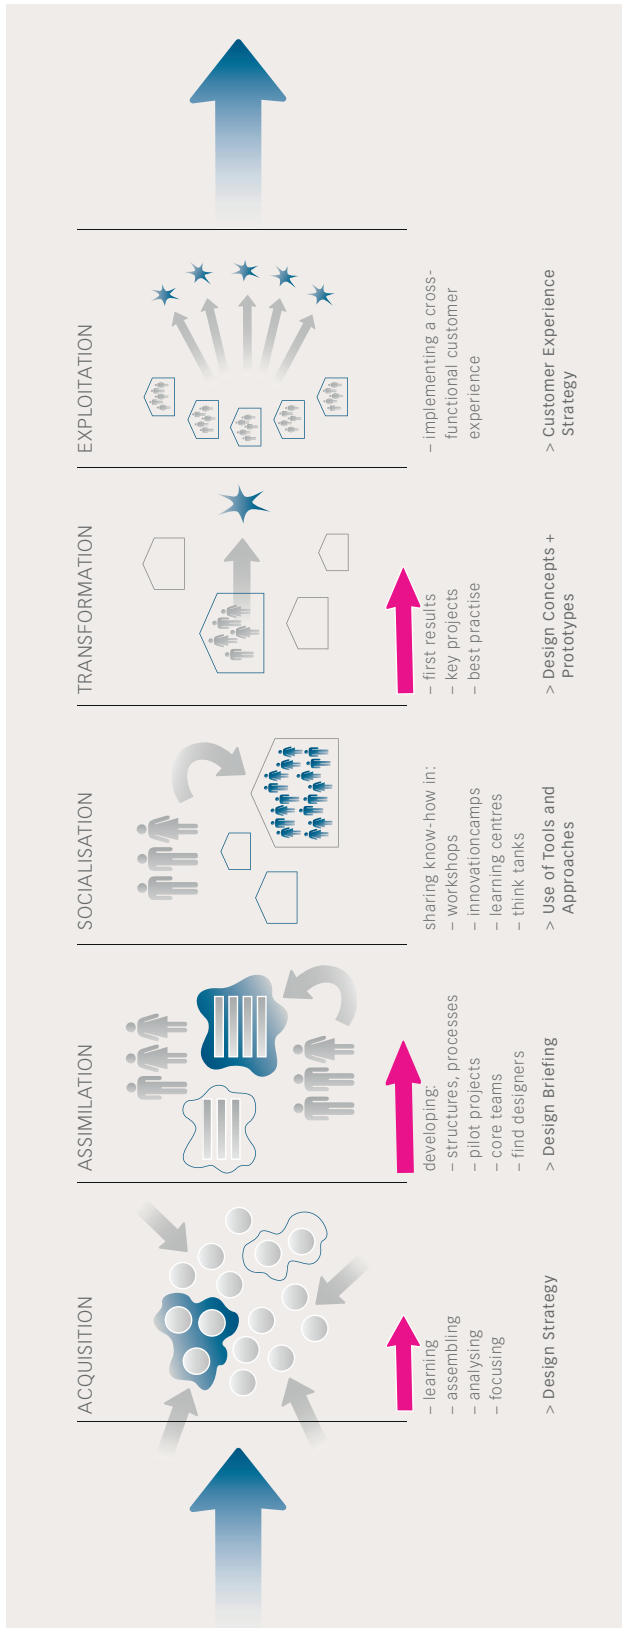 ACQUISITION
– learning
– assembling
– analysing
– focusing
> Design Strategy
ASSIMILATION
developing:
– structures, processes
– pilot projects
– core teams
– find designers
> Design Briefing
SOCIALISATION
sharing know-how in:
– workshops
– innovationcamps
– learning centres
– think tanks
> Use of Tools and
Approaches
TRANSFORMATION
– first results
– key projects
– best practise
> Design Concepts +
Prototypes
EXPLOITATION
– implementing a cross-
functional customer
experience
> Customer Experience
Strategy